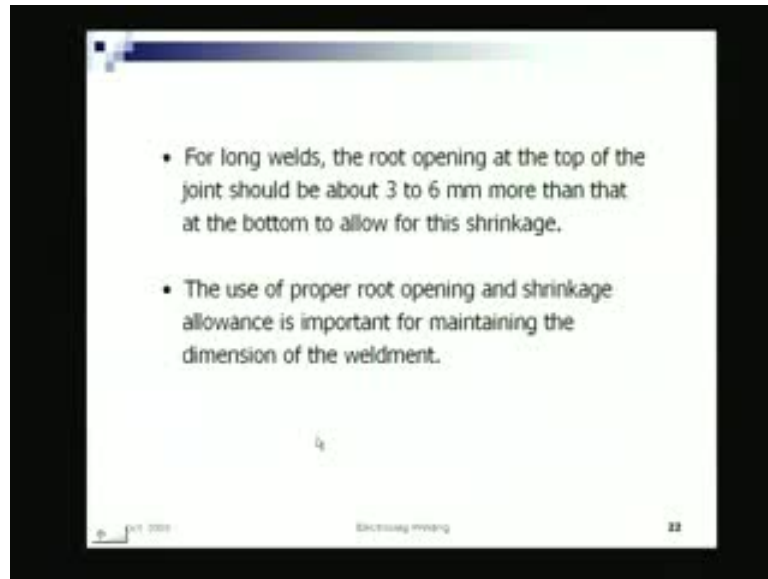 • For long welds, the root opening at the top of the
joint should be about 3 to 6 mm more than that
at the bottom to allow for this shrinkage.
• The use of proper root opening and shrinkage
allowance is important for maintaining the
dimension of the weldment.
22